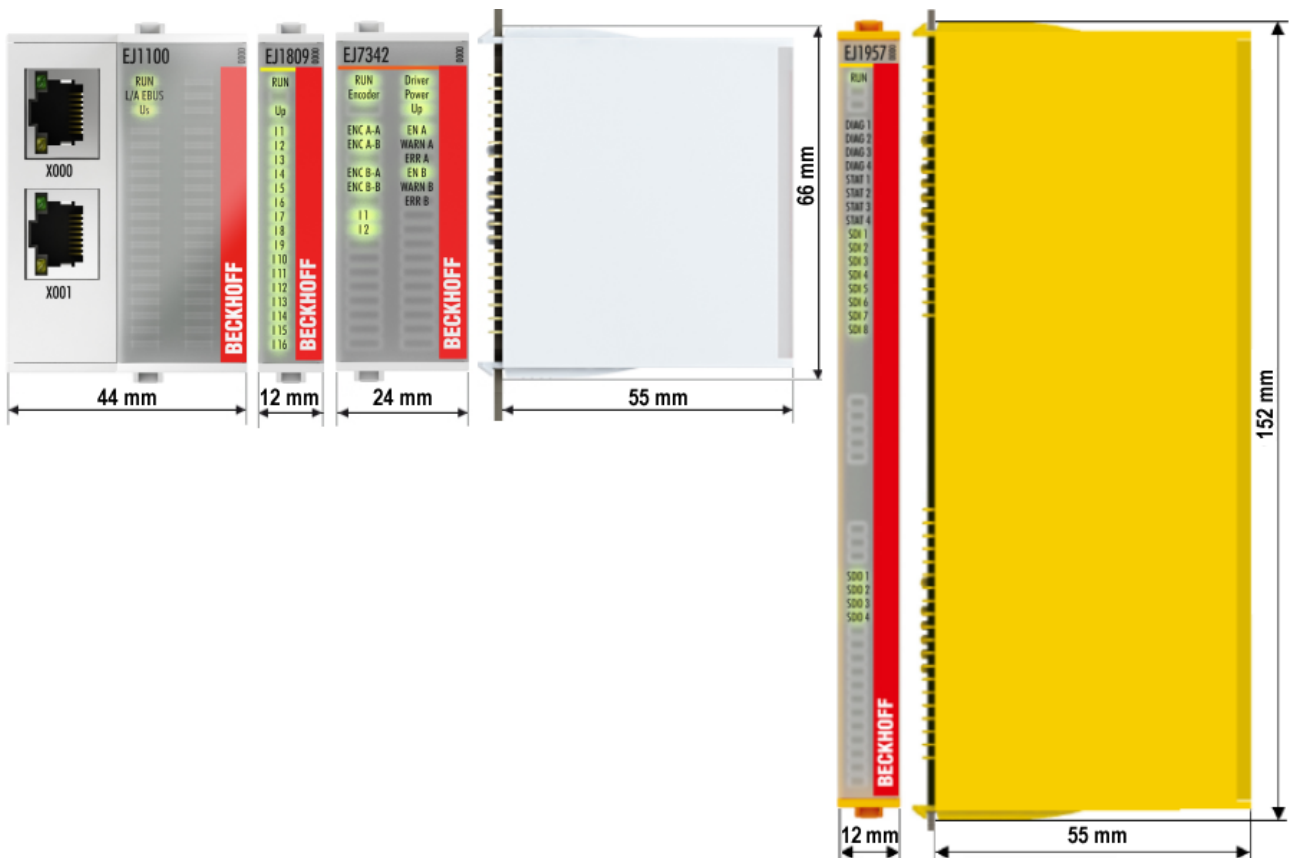 EJ1100
0000
RUN
L/A EBUS
Us
X000
X001
BECKHOFF
44 mm
EJ1809
0000
RUN
Up
I 1
I 2
I 3
I 4
I 5
I 6
I 7
I 8
I 9
I 10
I 11
I 12
I 13
I 14
I 15
I 16
BECKHOFF
12 mm
EJ7342
0000
RUN Driver
Encoder Power
Up
ENC A-A EN A
ENC A-B WARN A
ERR A
ENC B-A EN B
ENC B-B WARN B
ERR B
I 1
I 2
BECKHOFF
24 mm
55 mm
66 mm
EJ1957
RUN
DIAG 1
DIAG 2
DIAG 3
DIAG 4
STAT 1
STAT 2
STAT 3
STAT 4
SDI 1
SDI 2
SDI 3
SDI 4
SDI 5
SDI 6
SDI 7
SDI 8
SDO 1
SDO 2
SDO 3
SDO 4
BECKHOFF
12 mm
55 mm
152 mm